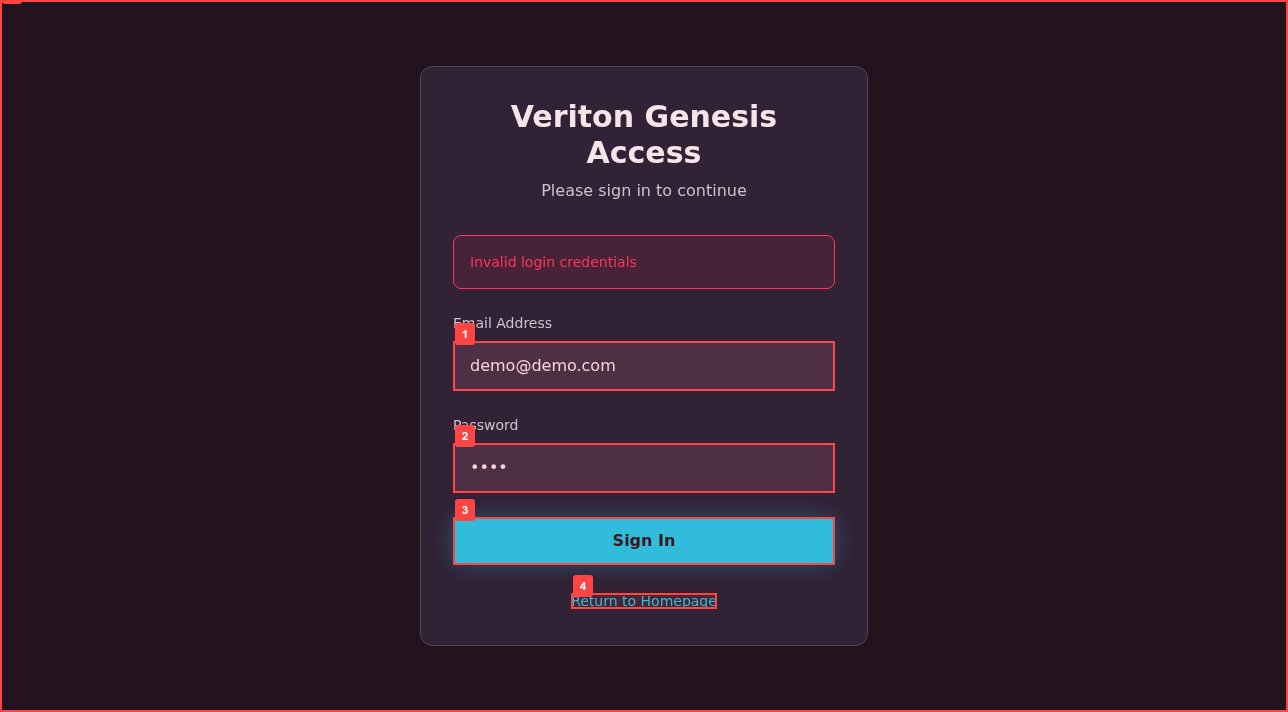 Veriton Genesis
Access
Please sign in to continue
Invalid login credentials
Email Address
1
demo@demo.com
Password
2
••••
3
Sign In
4
Return to Homepage